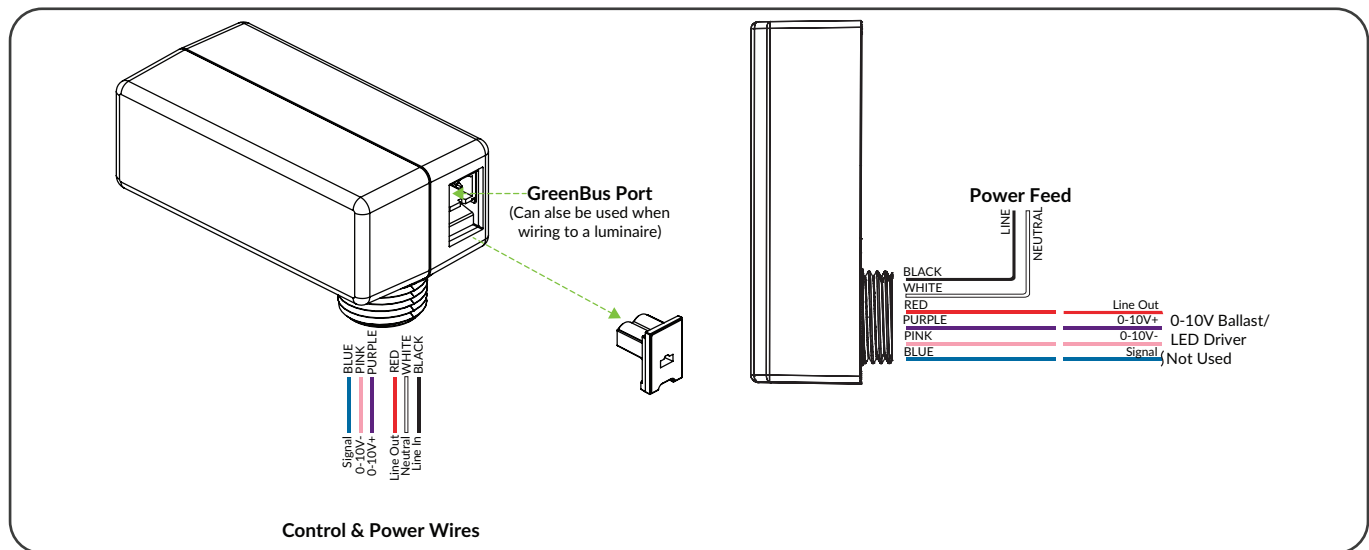 GreenBus Port
(Can alse be used when
wiring to a luminaire)
BLUE
PINK
PURPLE
RED
WHITE
BLACK
Signal
0-10V-
0-10V+
Line Out
Neutral
Line In
Control & Power Wires
Power Feed
LINE
NEUTRAL
BLACK
WHITE
RED
PURPLE
PINK
BLUE
Line Out
0-10V+
0-10V-
Signal
0-10V Ballast/
LED Driver
(Not Used